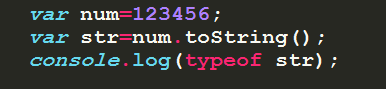 var num=123456;
var str=num.toString();
console.log(typeof str);